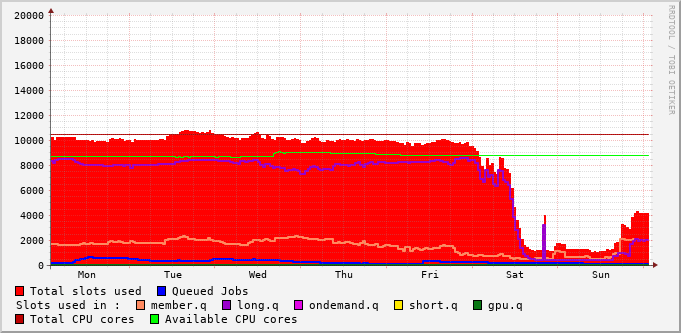 RRDTOOL / TOBI OETIKER
20000
18000
16000
14000
12000
10000
8000
6000
4000
2000
0
Mon Tue Wed Thu Fri Sat Sun
Total slots used Queued Jobs
Slots used in : member.q long.q ondemand.q short.q gpu.q
Total CPU cores Available CPU cores